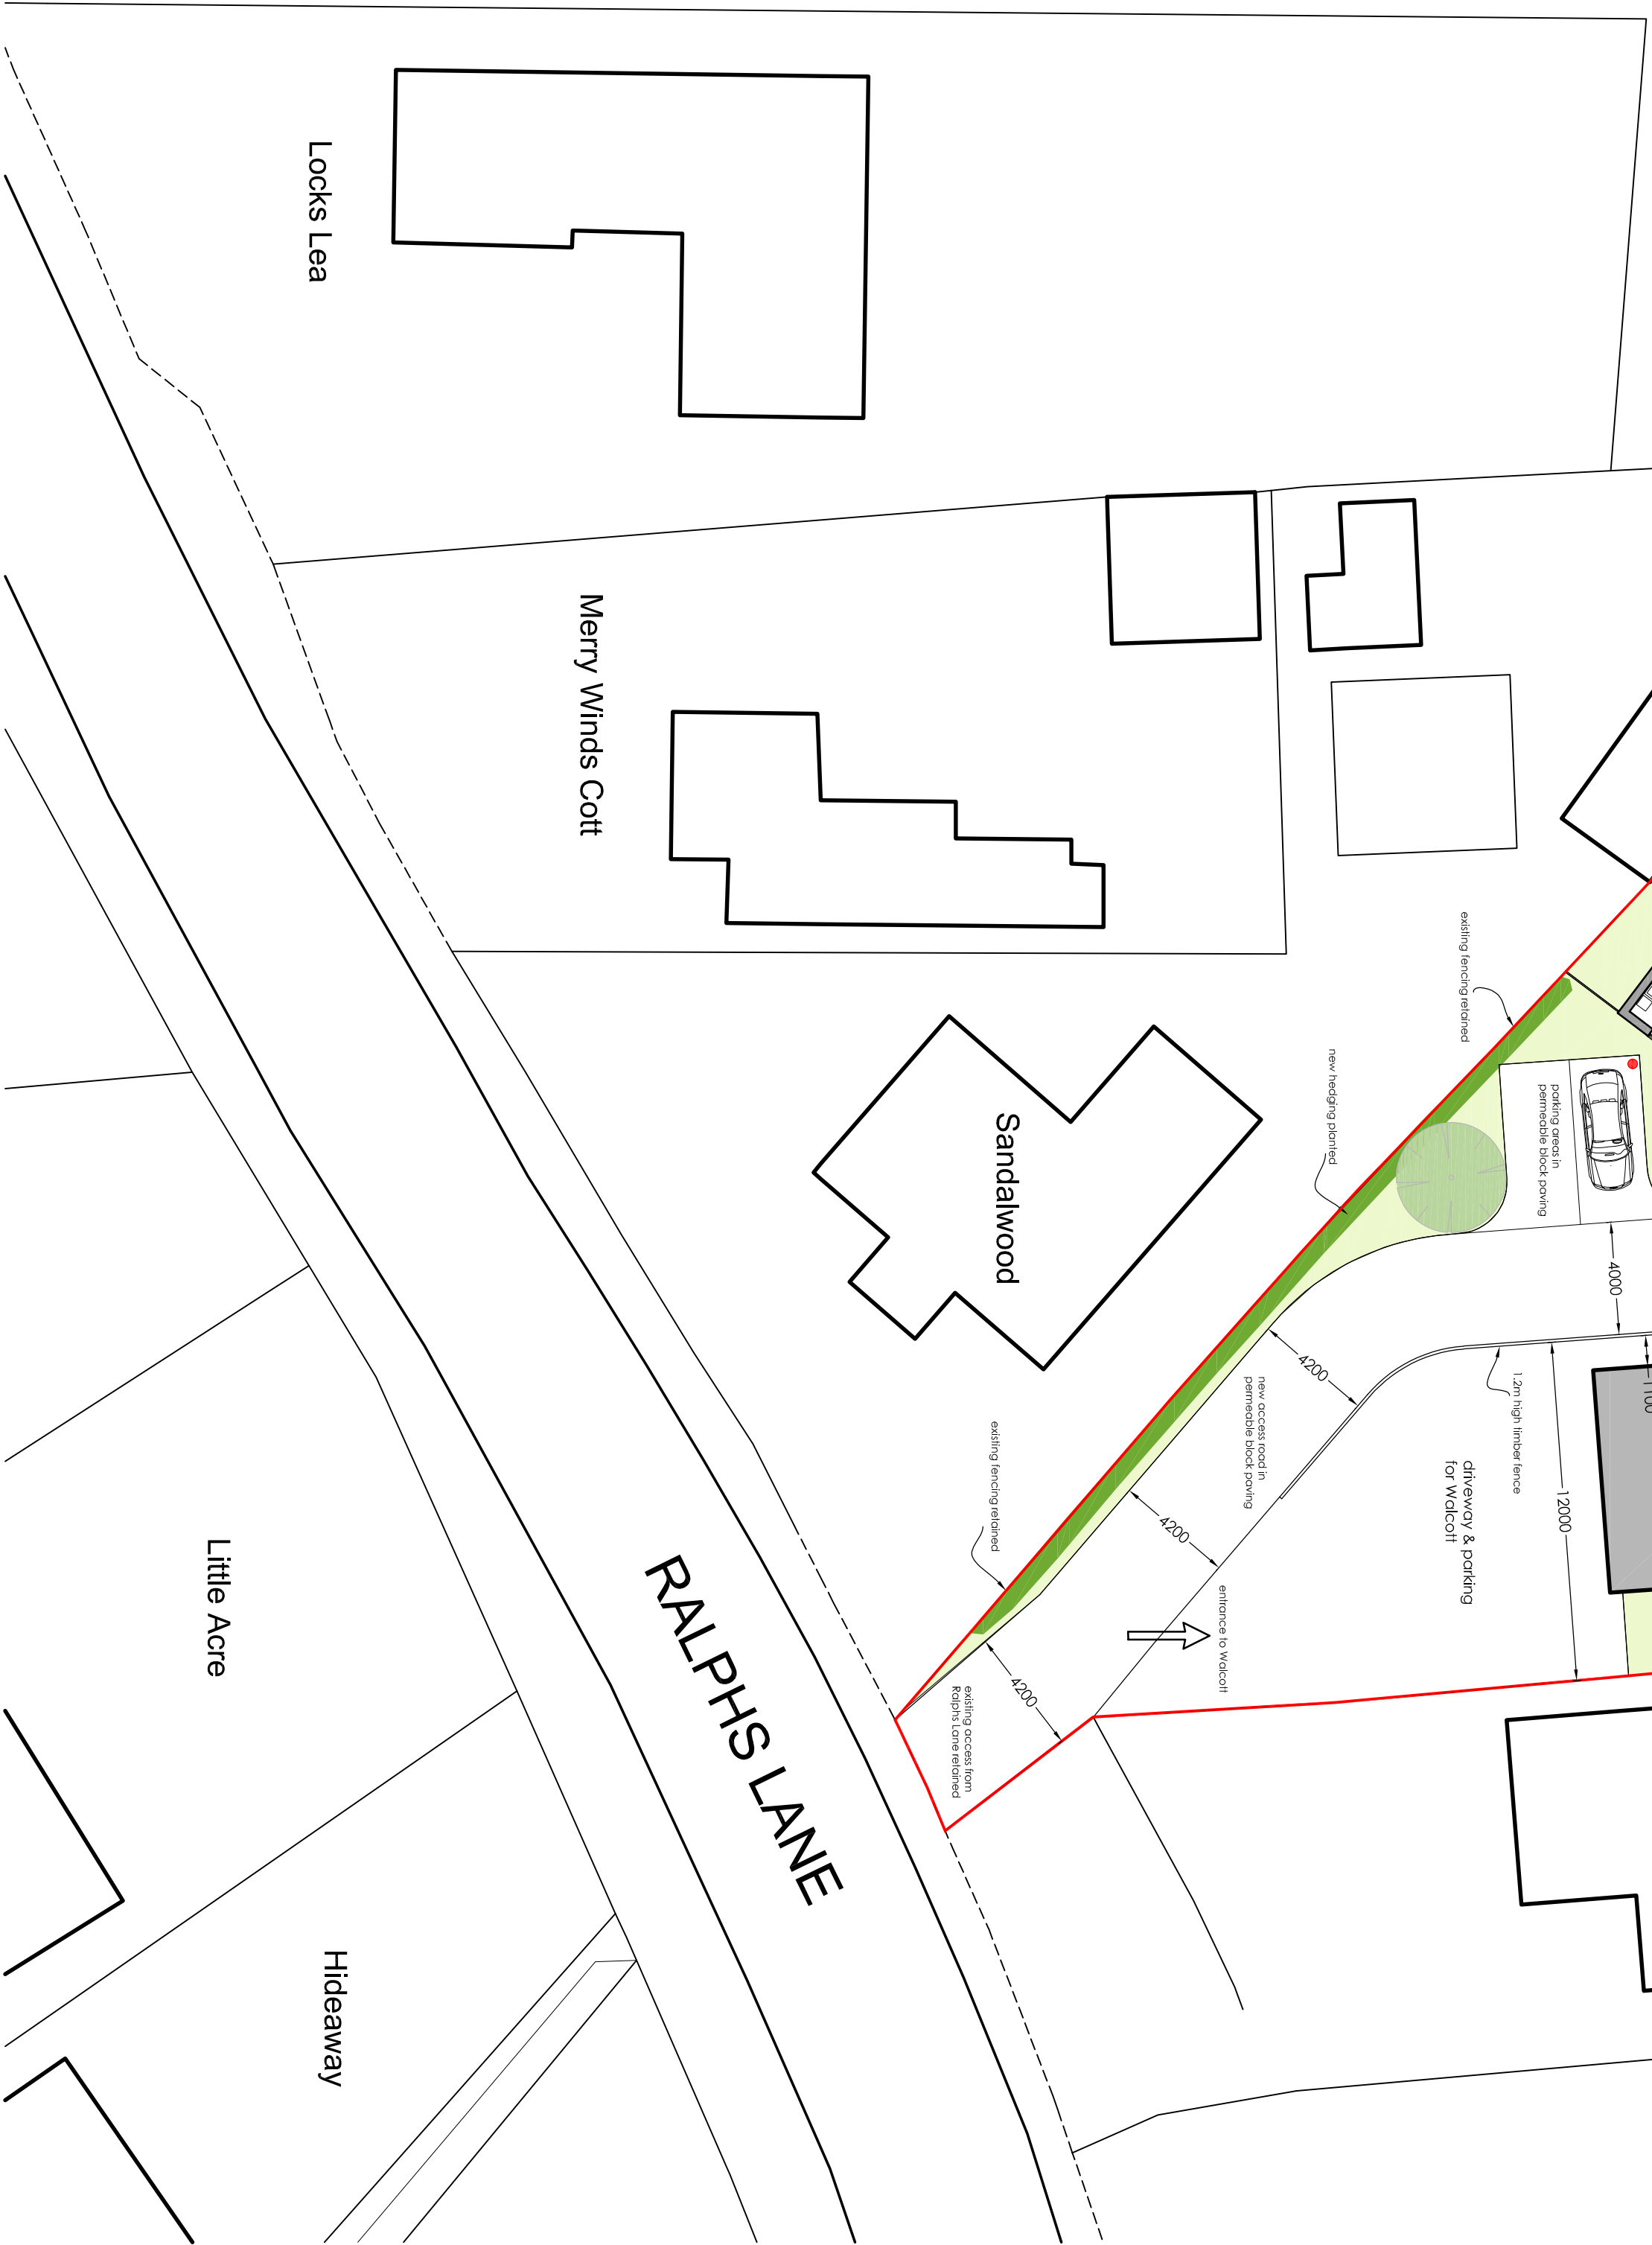 Locks Lea
Merry Winds Cott
existing fencing retained
new hedging planted
parking areas in
permeable block paving
Sandalwood
4000
4200
1100
1.2m high timber fence
new access road in
permeable block paving
existing fencing retained
driveway & parking
for Walcott
12000
4200
entrance to Walcott
4200
existing access from
Ralphs Lane retained
RALPHS LANE
Little Acre
Hideaway